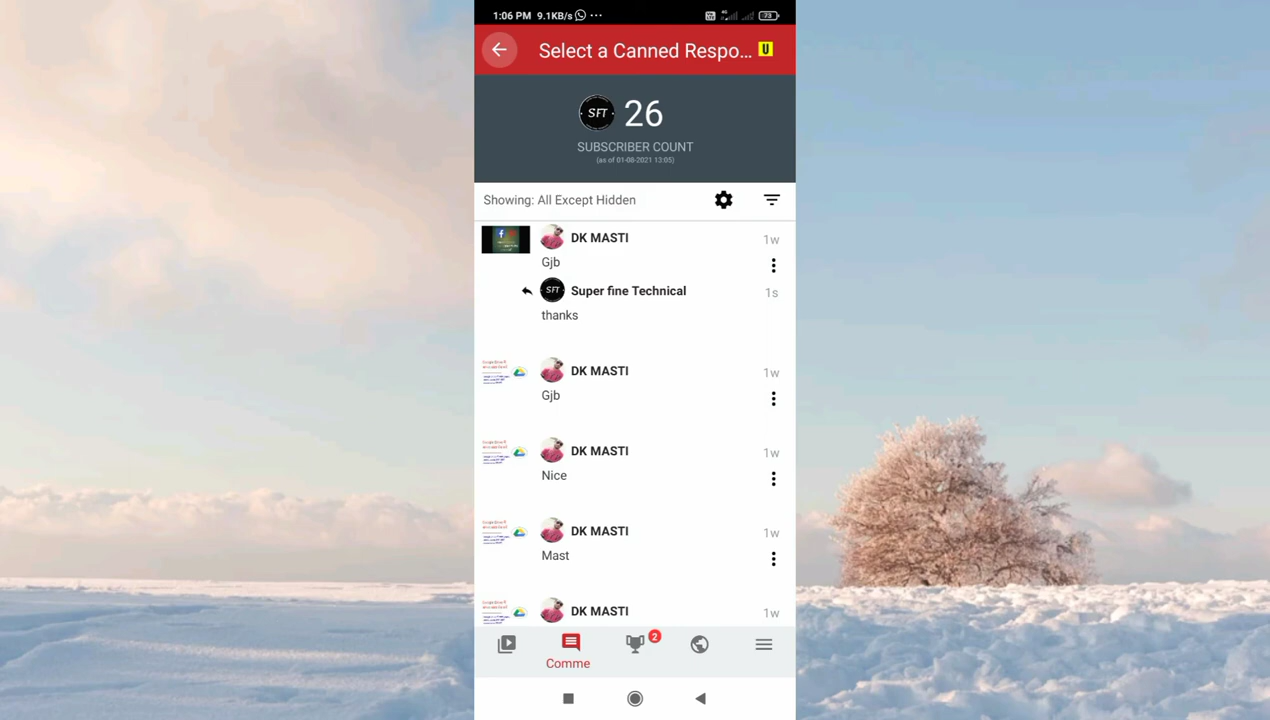 1:06 PM 9.1KB/s ...
4G 73
Select a Canned Respo... U
SFT 26
SUBSCRIBER COUNT
(as of 01-08-2021 13:05)
Showing: All Except Hidden
DK MASTI 1w
Gjb
SFT Super fine Technical 1s
thanks
DK MASTI 1w
Gjb
DK MASTI 1w
Nice
DK MASTI 1w
Mast
DK MASTI 1w
2
Comme